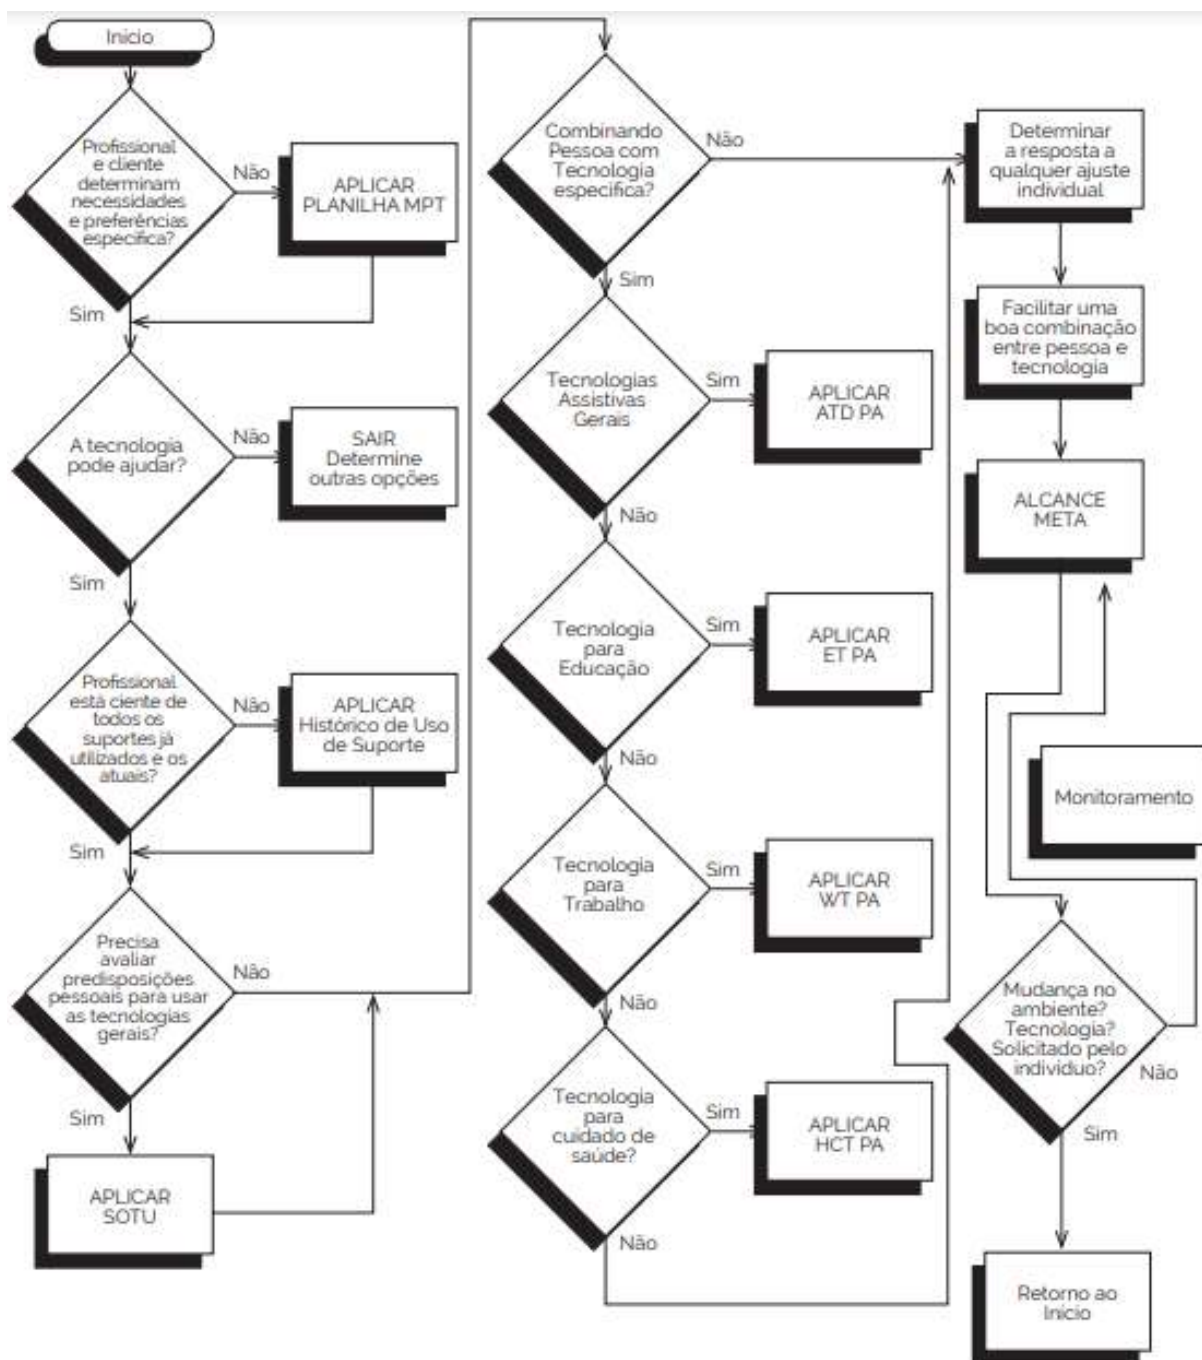 Início
Profissional
e cliente
determinam
necessidades
e preferências
específica?
Não
APLICAR
PLANILHA MPT
Sim
A tecnologia
pode ajudar?
Não
SAIR
Determine
outras opções
Sim
Profissional
está ciente de
todos os
suportes já
utilizados e os
atuais?
Não
APLICAR
Histórico de Uso
de Suporte
Sim
Precisa
avaliar
predisposições
pessoais para usar
as tecnologias
gerais?
Não
Sim
APLICAR
SOTU
Combinando
Pessoa com
Tecnologia
específica?
Não
Sim
Tecnologias
Assistivas
Gerais
Sim
APLICAR
ATD PA
Não
Tecnologia
para
Educação
Sim
APLICAR
ET PA
Não
Tecnologia
para
Trabalho
Sim
APLICAR
WT PA
Não
Tecnologia
para
cuidado de
saúde?
Sim
APLICAR
HCT PA
Não
Determinar
a resposta a
qualquer ajuste
individual
Facilitar uma
boa combinação
entre pessoa e
tecnologia
ALCANCE
META
Monitoramento
Mudança no
ambiente?
Tecnologia?
Solicitado pelo
indivíduo?
Não
Sim
Retorno ao
Início